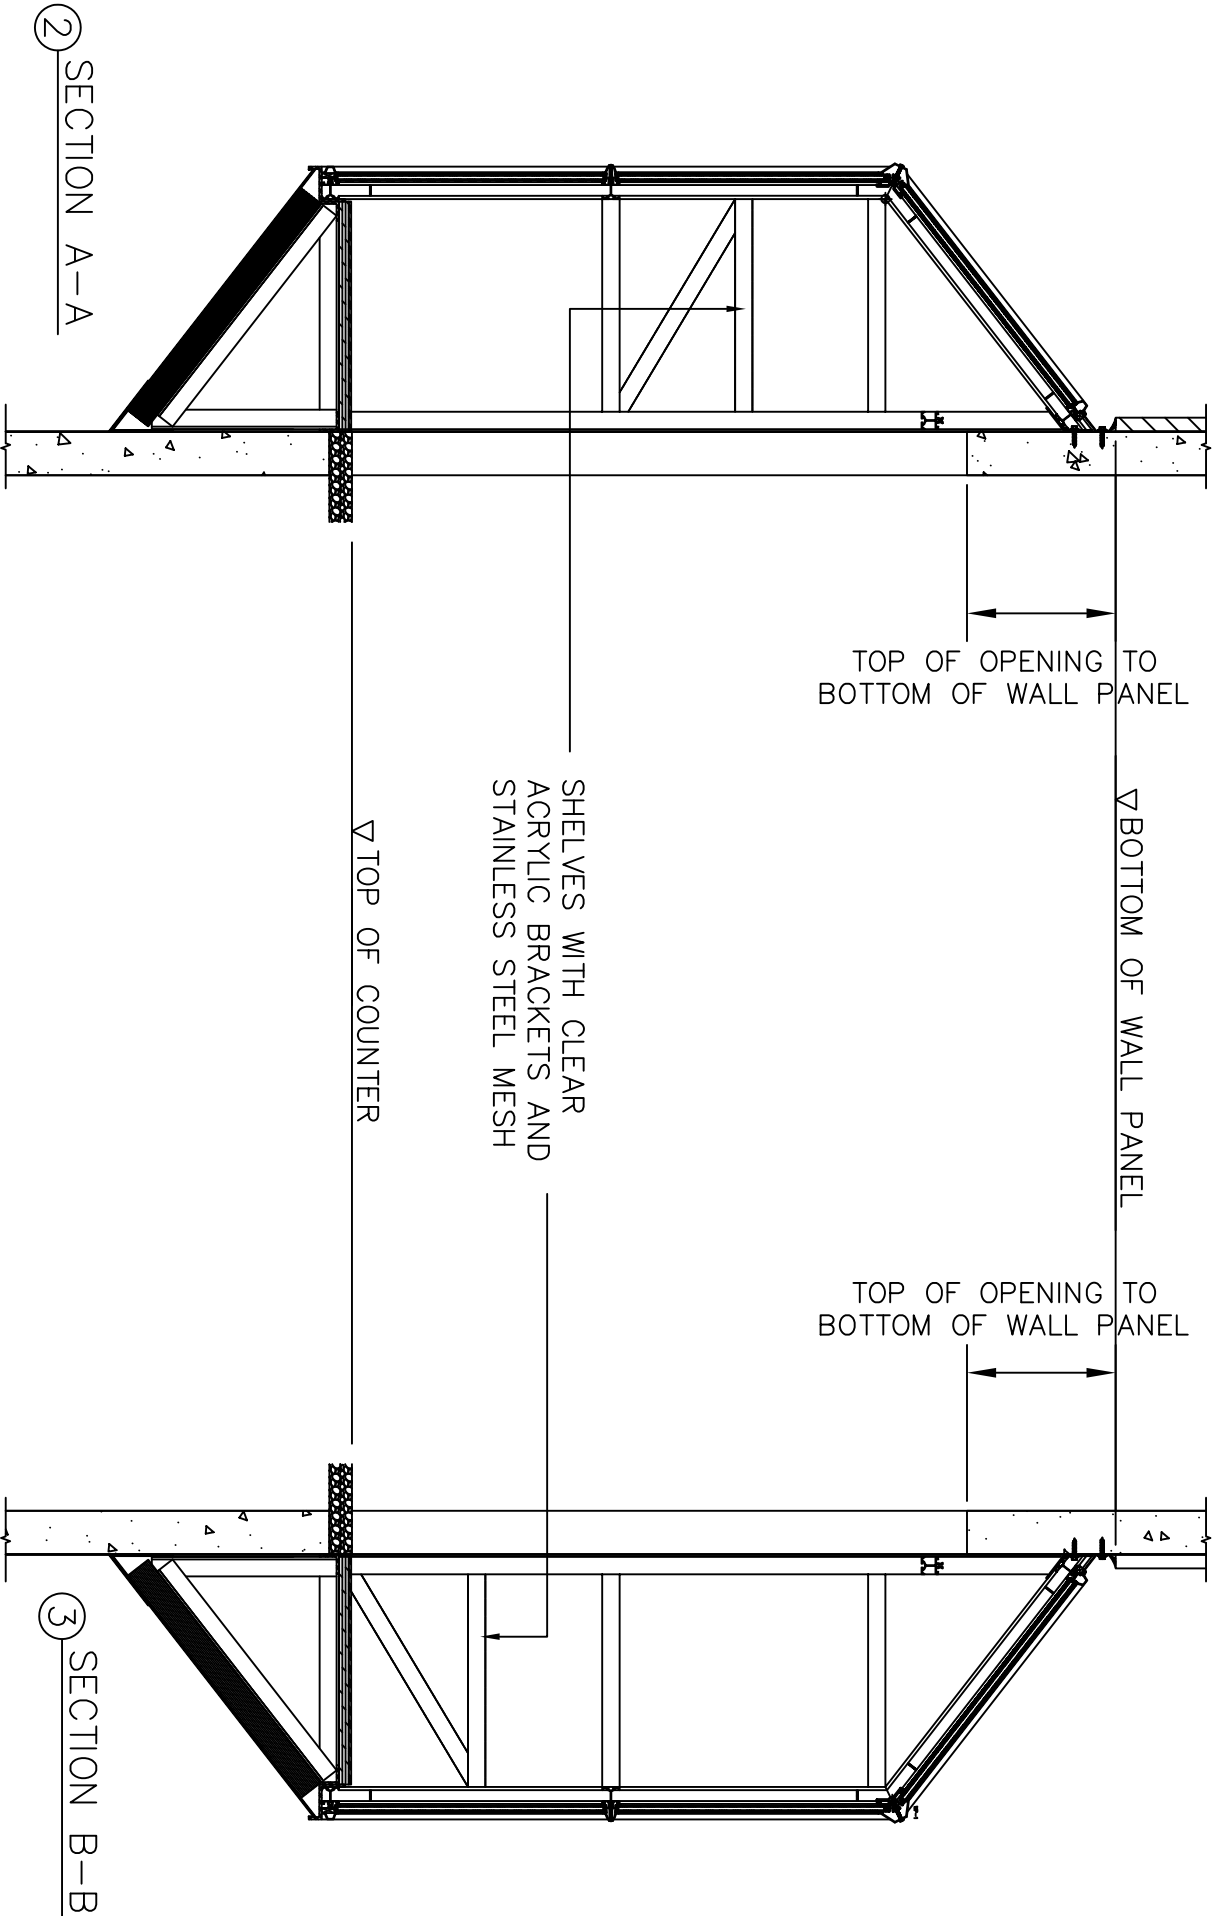 2
SECTION A-A
TOP OF OPENING TO
BOTTOM OF WALL PANEL
BOTTOM OF WALL PANEL
SHELVES WITH CLEAR
ACRYLIC BRACKETS AND
STAINLESS STEEL MESH
TOP OF COUNTER
TOP OF OPENING TO
BOTTOM OF WALL PANEL
3
SECTION B-B